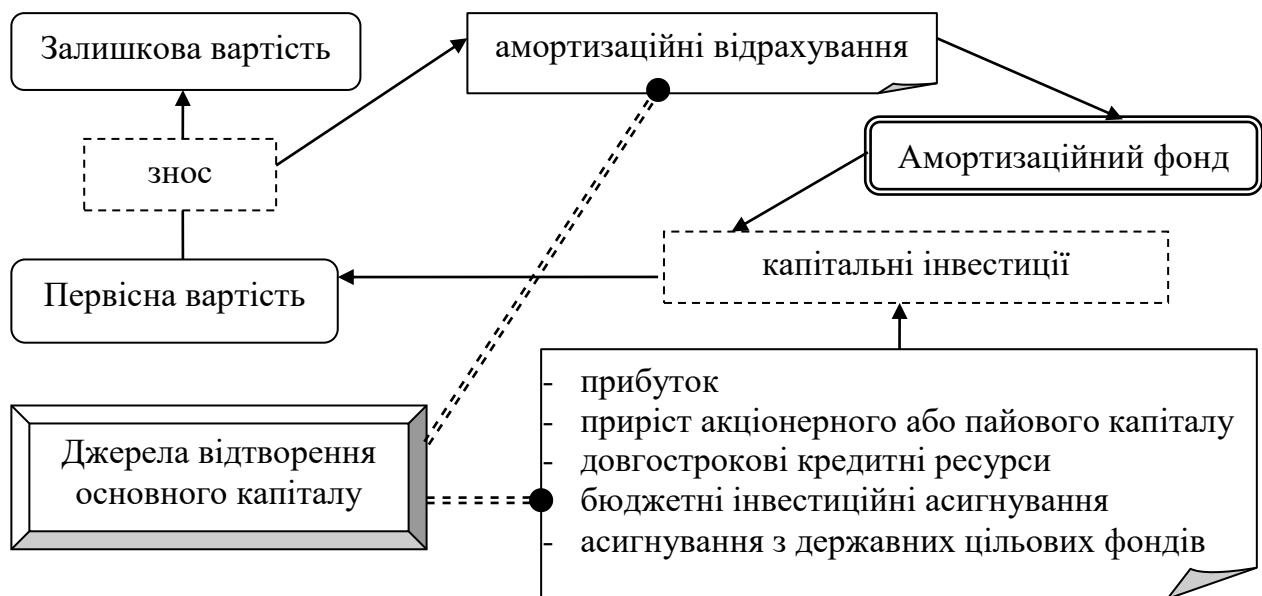 Залишкова вартість
амортизаційні відрахування
знос
Амортизаційний фонд
капітальні інвестиції
Первісна вартість
- прибуток
- приріст акціонерного або пайового капіталу
- довгострокові кредитні ресурси
- бюджетні інвестиційні асигнування
- асигнування з державних цільових фондів
Джерела відтворення
основного капіталу